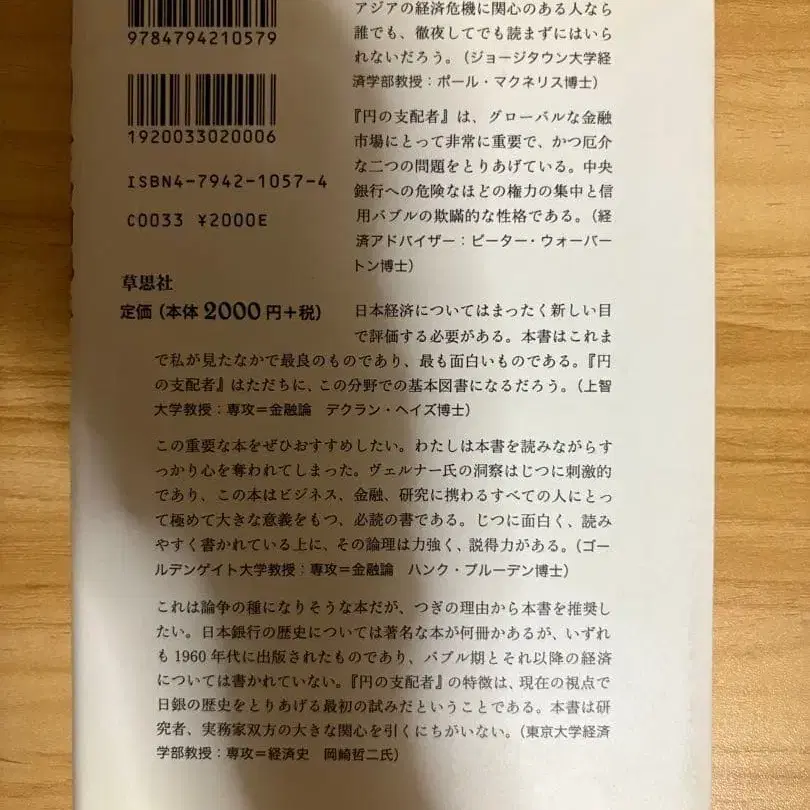 9784794210579
1920033020006
ISBN4-7942-1057-4
C0033 ¥2000E
草思社
定価（本体2000円＋税）
アジアの経済危機に関心のある人なら
誰でも、徹夜してでも読まずにはいら
れないだろう。（ジョージタウン大学経
済学部教授：ポール・マクネリス博士）
『円の支配者』は、グローバルな金融
市場にとって非常に重要で、かつ厄介
な二つの問題をとりあげている。中央
銀行への危険なほどの権力の集中と信
用バブルの欺瞞的な性格である。（経
済アドバイザー：ピーター・ウォーバー
トン博士）
日本経済についてはまったく新しい目
で評価する必要がある。本書はこれま
で私が見たなかで最良のものであり、最も面白いものである。『円
の支配者』はただちに、この分野での基本図書になるだろう。（上智
大学教授：専攻＝金融論　デクラン・ヘイズ博士）
この重要な本をぜひおすすめしたい。わたしは本書を読みながらす
っかり心を奪われてしまった。ヴェルナー氏の洞察はじつに刺激的
であり、この本はビジネス、金融、研究に携わるすべての人にとっ
て極めて大きな意義をもつ、必読の書である。じつに面白く、読み
やすく書かれている上に、その論理は力強く、説得力がある。（ゴー
ルデンゲイト大学教授：専攻＝金融論　ハンク・プルーデン博士）
これは論争の種になりそうな本だが、つぎの理由から本書を推奨し
たい。日本銀行の歴史については著名な本が何冊かあるが、いずれ
も1960年代に出版されたものであり、バブル期とそれ以降の経済
については書かれていない。『円の支配者』の特徴は、現在の視点で
日銀の歴史をとりあげる最初の試みだということである。本書は研
究者、実務家双方の大きな関心を引くにちがいない。（東京大学経済
学部教授：専攻＝経済史　岡崎哲二氏）